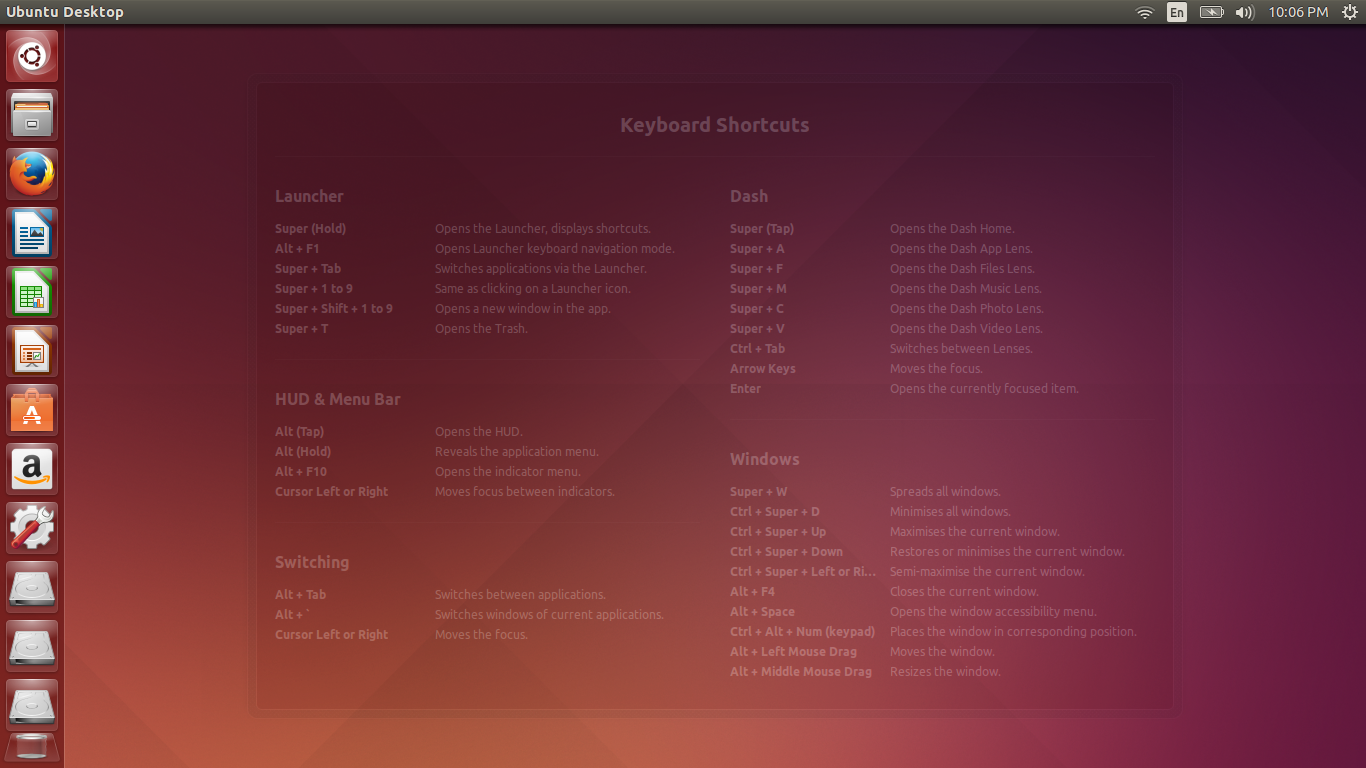 Ubuntu Desktop
En
10:06 PM
Keyboard Shortcuts
Launcher
Super (Hold) Opens the Launcher, displays shortcuts.
Alt + F1 Opens Launcher keyboard navigation mode.
Super + Tab Switches applications via the Launcher.
Super + 1 to 9 Same as clicking on a Launcher icon.
Super + Shift + 1 to 9 Opens a new window in the app.
Super + T Opens the Trash.
HUD & Menu Bar
Alt (Tap) Opens the HUD.
Alt (Hold) Reveals the application menu.
Alt + F10 Opens the indicator menu.
Cursor Left or Right Moves focus between indicators.
Switching
Alt + Tab Switches between applications.
Alt + ` Switches windows of current applications.
Cursor Left or Right Moves the focus.
Dash
Super (Tap) Opens the Dash Home.
Super + A Opens the Dash App Lens.
Super + F Opens the Dash Files Lens.
Super + M Opens the Dash Music Lens.
Super + C Opens the Dash Photo Lens.
Super + V Opens the Dash Video Lens.
Ctrl + Tab Switches between Lenses.
Arrow Keys Moves the focus.
Enter Opens the currently focused item.
Windows
Super + W Spreads all windows.
Ctrl + Super + D Minimises all windows.
Ctrl + Super + Up Maximises the current window.
Ctrl + Super + Down Restores or minimises the current window.
Ctrl + Super + Left or Ri... Semi-maximise the current window.
Alt + F4 Closes the current window.
Alt + Space Opens the window accessibility menu.
Ctrl + Alt + Num (keypad) Places the window in corresponding position.
Alt + Left Mouse Drag Moves the window.
Alt + Middle Mouse Drag Resizes the window.